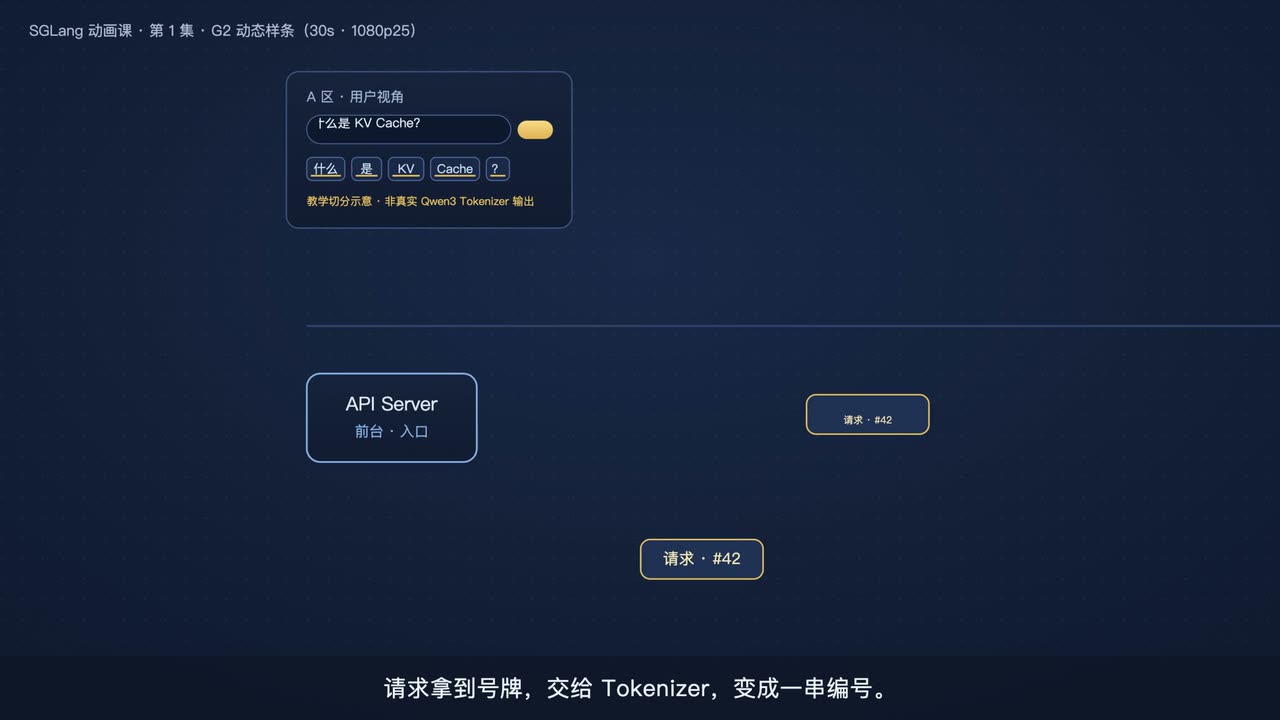 SGLang 动画课 · 第 1 集 · G2 动态样条（30s · 1080p25）
A 区 · 用户视角
什么是 KV Cache?
什么 是 KV Cache ?
教学切分示意 · 非真实 Qwen3 Tokenizer 输出
API Server
前台 · 入口
请求 · #42
请求 · #42
请求拿到号牌，交给 Tokenizer，变成一串编号。